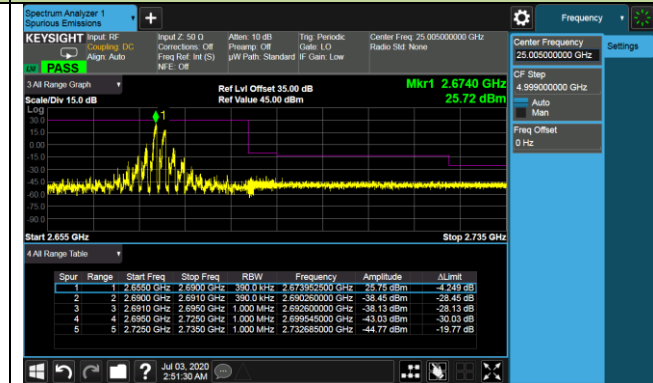 Spectrum Analyzer 1
Spurious Emissions
+
Frequency
KEYSIGHT Input: RF Input Z: 50 Ω Atten: 10 dB Trig: Periodic Center Freq: 25.005000000 GHz
Coupling: DC Corrections: Off Preamp: Off Gate: LO Radio Std: None
Align: Auto Freq Ref: Int (S) µW Path: Standard IF Gain: Low
NFE: Off
PASS
Center Frequency
25.005000000 GHz
Settings
CF Step
4.999000000 GHz
Auto
Man
Freq Offset
0 Hz
3 All Range Graph
Ref Lvl Offset 35.00 dB
Mkr1 2.6740 GHz
Scale/Div 15.0 dB
Ref Value 45.00 dBm
25.72 dBm
Log
30.0
15.0
0.00
-15.0
-30.0
-45.0
-60.0
-75.0
-90.0
1
Start 2.655 GHz
Stop 2.735 GHz
4 All Range Table
Spur Range Start Freq Stop Freq RBW Frequency Amplitude ΔLimit
1 1 2.6550 GHz 2.6900 GHz 390.0 kHz 2.673952500 GHz 25.75 dBm -4.249 dB
2 2 2.6900 GHz 2.6910 GHz 390.0 kHz 2.690260000 GHz -38.45 dBm -28.45 dB
3 3 2.6910 GHz 2.6950 GHz 1.000 MHz 2.692360000 GHz -38.13 dBm -28.13 dB
4 4 2.6950 GHz 2.7250 GHz 1.000 MHz 2.699545000 GHz -43.03 dBm -30.03 dB
5 5 2.7250 GHz 2.7350 GHz 1.000 MHz 2.732685000 GHz -44.77 dBm -19.77 dB
?
Jul 03, 2020
2:51:30 AM